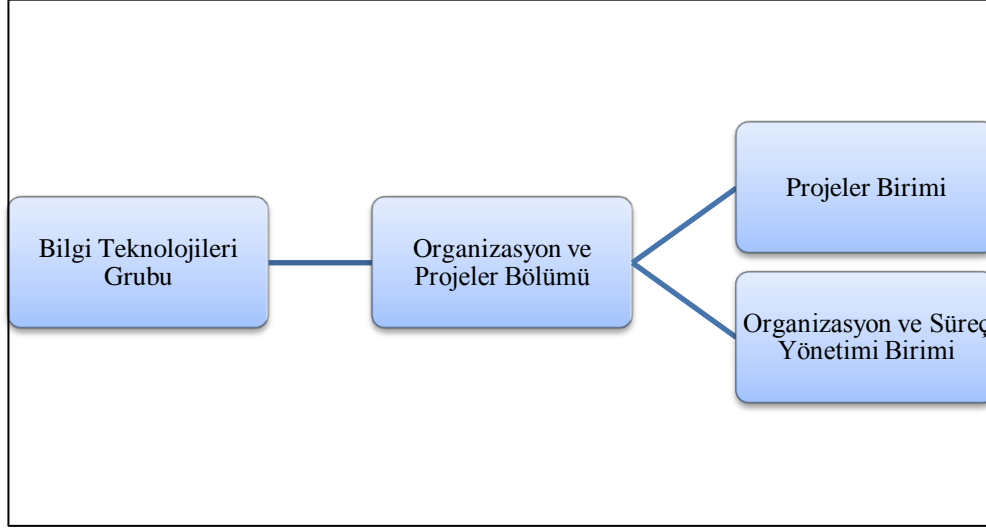 Bilgi Teknolojileri
Grubu
Organizasyon ve
Projeler Bölümü
Projeler Birimi
Organizasyon ve Süreç
Yönetimi Birimi